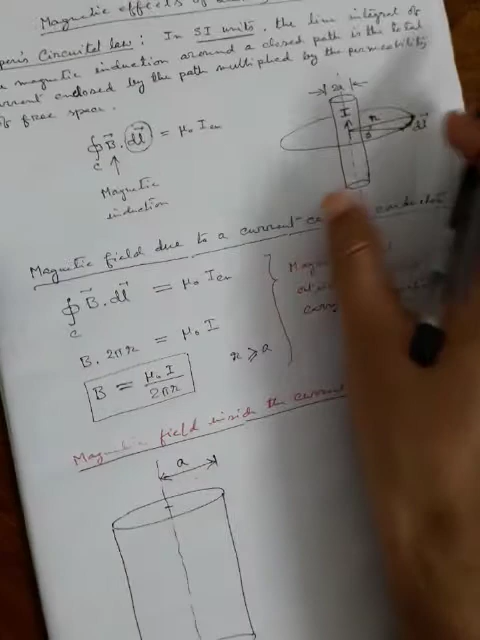 Magnetic effects of
Circuital law: In SI units, the line integral of
magnetic induction around a closed path is the total
current enclosed by the path multiplied by the permeability
of free space.
∮ B⃗ . dl⃗ = μ₀ Ien
C
Magnetic
induction
2a
I
r
dl⃗
Magnetic field due to a current
∮ B⃗ . dl⃗ = μ₀ Ien
C
B. 2πr = μ₀ I
r ≥ a
B = μ₀ I / 2πr
Magnetic field inside the current
a